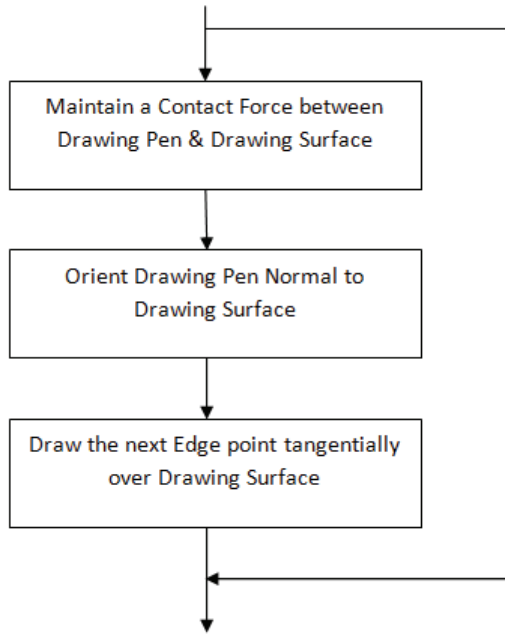 Maintain a Contact Force between
Drawing Pen & Drawing Surface
Orient Drawing Pen Normal to
Drawing Surface
Draw the next Edge point tangentially
over Drawing Surface